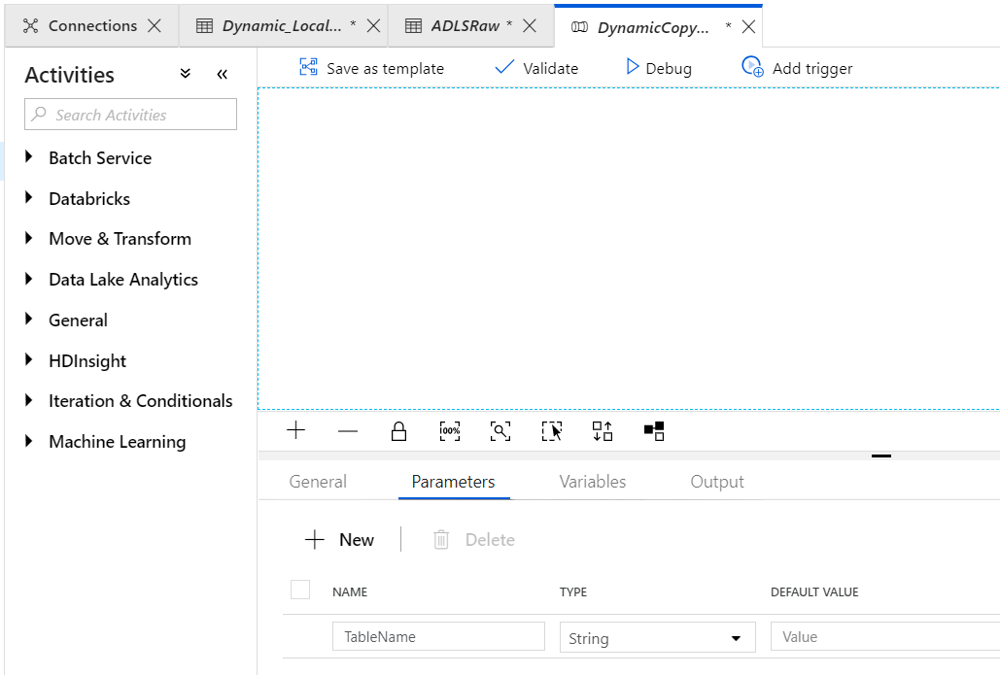 Connections
Dynamic_Local... *
ADLSRaw *
DynamicCopy... *
Activities
Save as template
Validate
Debug
Add trigger
Search Activities
Batch Service
Databricks
Move & Transform
Data Lake Analytics
General
HDInsight
Iteration & Conditionals
Machine Learning
100%
General
Parameters
Variables
Output
New
Delete
NAME
TYPE
DEFAULT VALUE
TableName
String
Value